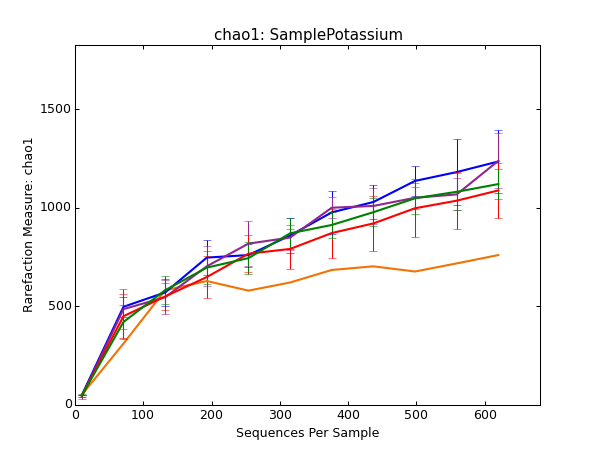 chao1: SamplePotassium
Rarefaction Measure: chao1
1500
1000
500
0
0 100 200 300 400 500 600
Sequences Per Sample